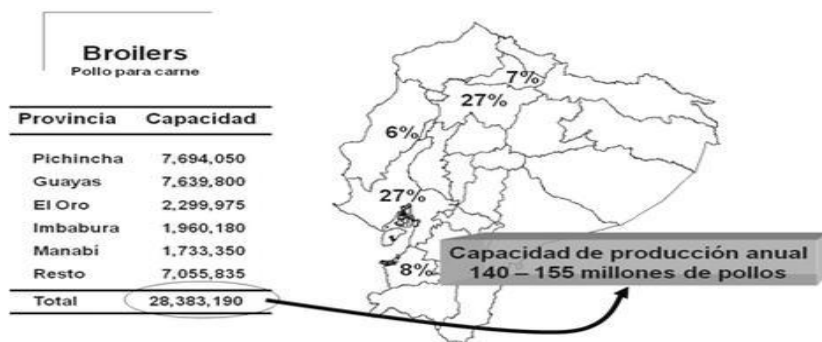 Broilers
Pollo para carne
Provincia Capacidad
Pichincha 7,694,050
Guayas 7,639,800
El Oro 2,299,975
Imbabura 1,960,180
Manabí 1,733,350
Resto 7,055,835
Total 28,383,190
7%
27%
6%
27%
8%
Capacidad de producción anual
140 – 155 millones de pollos